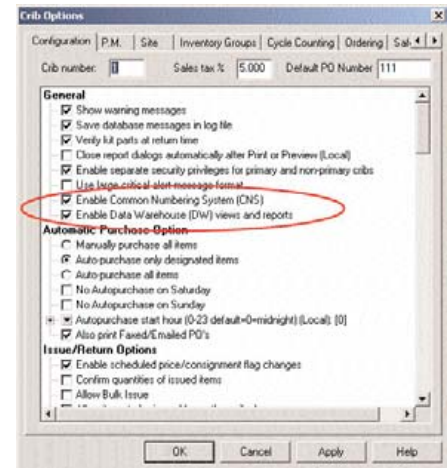 Crib Options
Configuration P.M. Site Inventory Groups Cycle Counting Ordering Sal
Crib number: 1 Sales tax % 5.000 Default PO Number 111
General
Show warning messages
Save database messages in log file
Verify kit parts at return time
Close report dialogs automatically after Print or Preview (Local)
Enable separate security privileges for primary and non-primary cribs
Use large critical alert message format
Enable Common Numbering System (CNS)
Enable Data Warehouse (DW) views and reports
Automatic Purchase Option
Manually purchase all items
Auto-purchase only designated items
Auto-purchase all items
No Autopurchase on Saturday
No Autopurchase on Sunday
Autopurchase start hour (0-23 default=0=midnight) (Local): [0]
Also print Faxed/Emailed PO's
Issue/Return Options
Enable scheduled price/consignment flag changes
Confirm quantities of issued items
Allow Bulk Issue
OK Cancel Apply Help